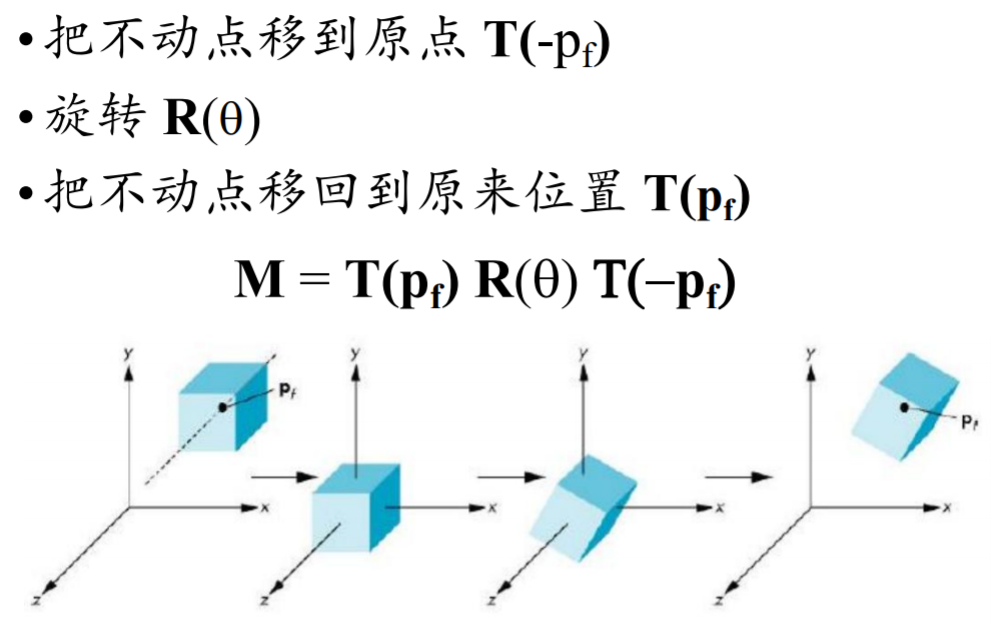 •把不动点移到原点 T(-pf)
•旋转 R(θ)
•把不动点移回到原来位置 T(pf)
M = T(pf) R(θ) T(−pf)
y y y y
pf pf
x x x x
z z z z